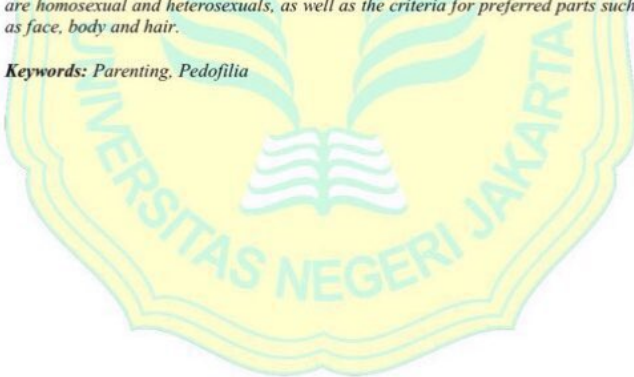 are homosexual and heterosexuals, as well as the criteria for preferred parts such
as face, body and hair.
Keywords: Parenting, Pedofilia
UNIVERSITAS NEGERI JAKARTA